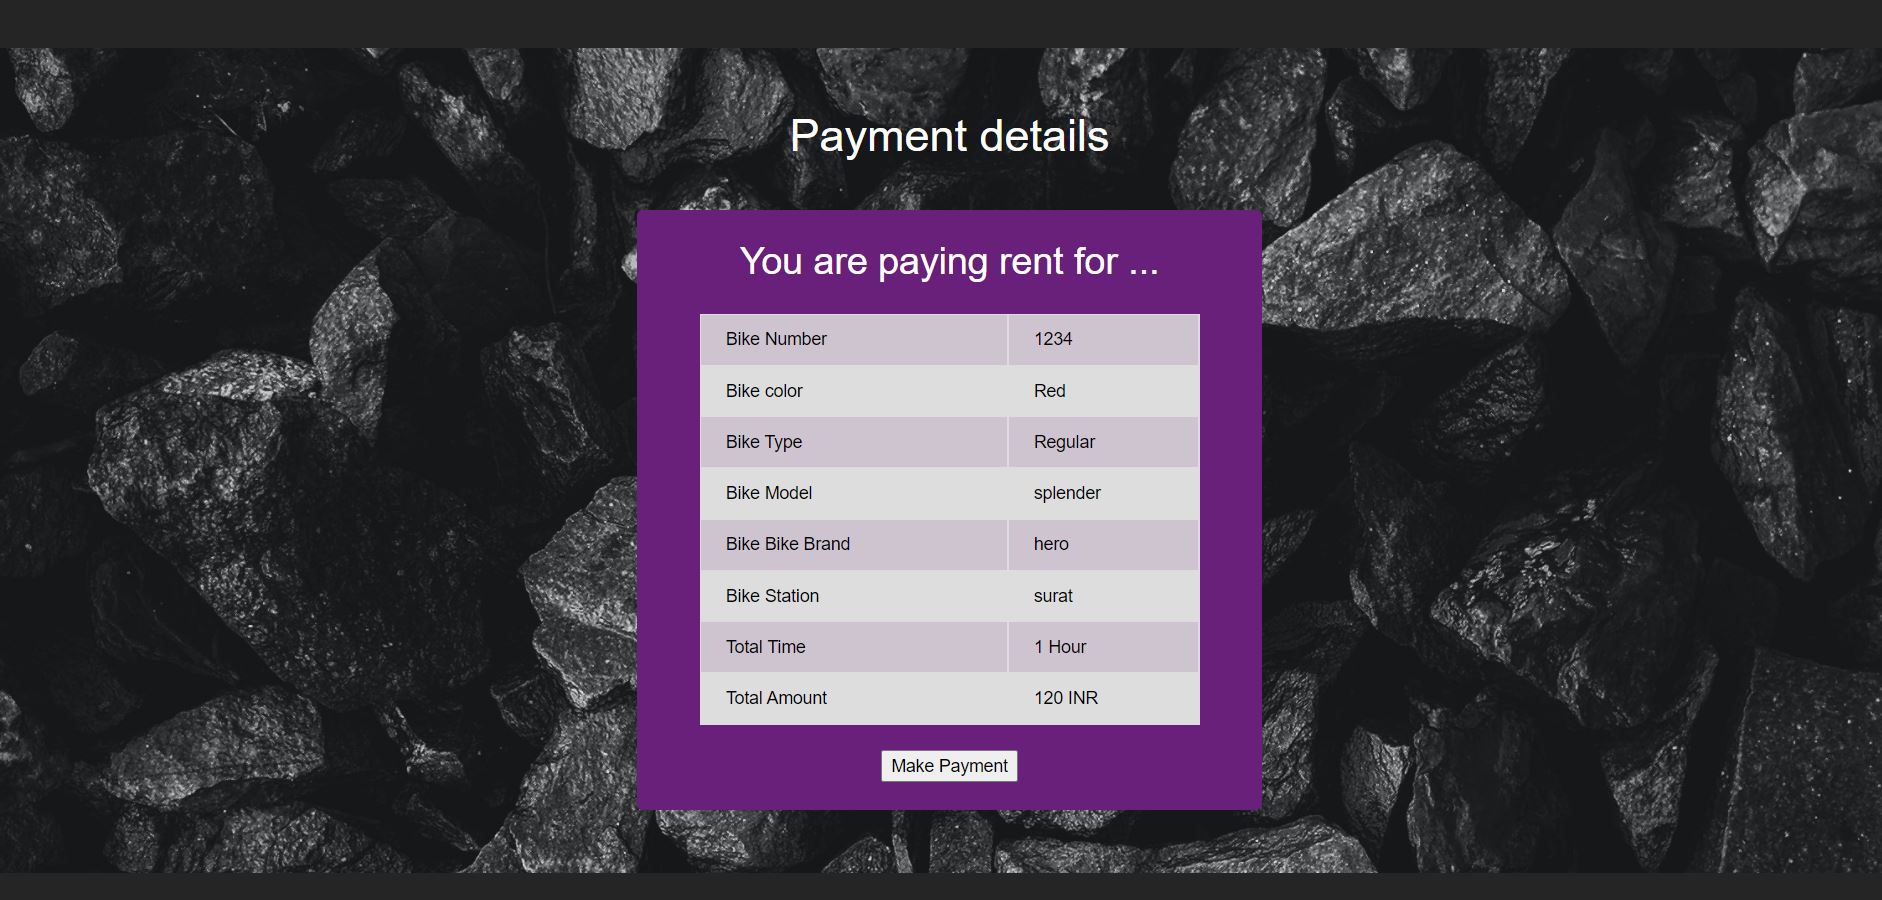 Payment details
You are paying rent for ...
Bike Number 1234
Bike color Red
Bike Type Regular
Bike Model splender
Bike Bike Brand hero
Bike Station surat
Total Time 1 Hour
Total Amount 120 INR
Make Payment